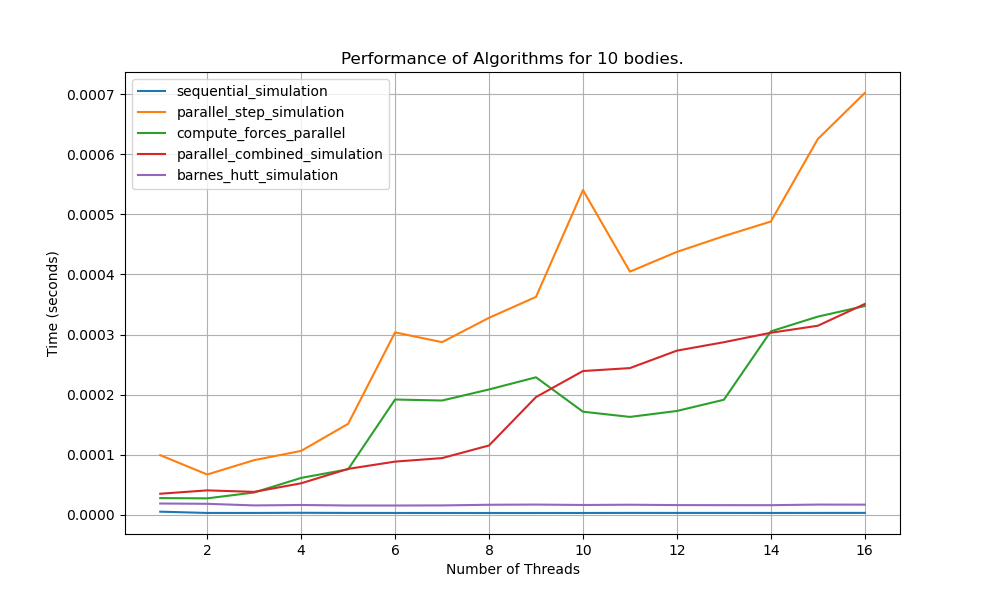 Performance of Algorithms for 10 bodies.
sequential_simulation
parallel_step_simulation
compute_forces_parallel
parallel_combined_simulation
barnes_hutt_simulation
0.0007
0.0006
0.0005
0.0004
0.0003
0.0002
0.0001
0.0000
Time (seconds)
2 4 6 8 10 12 14 16
Number of Threads